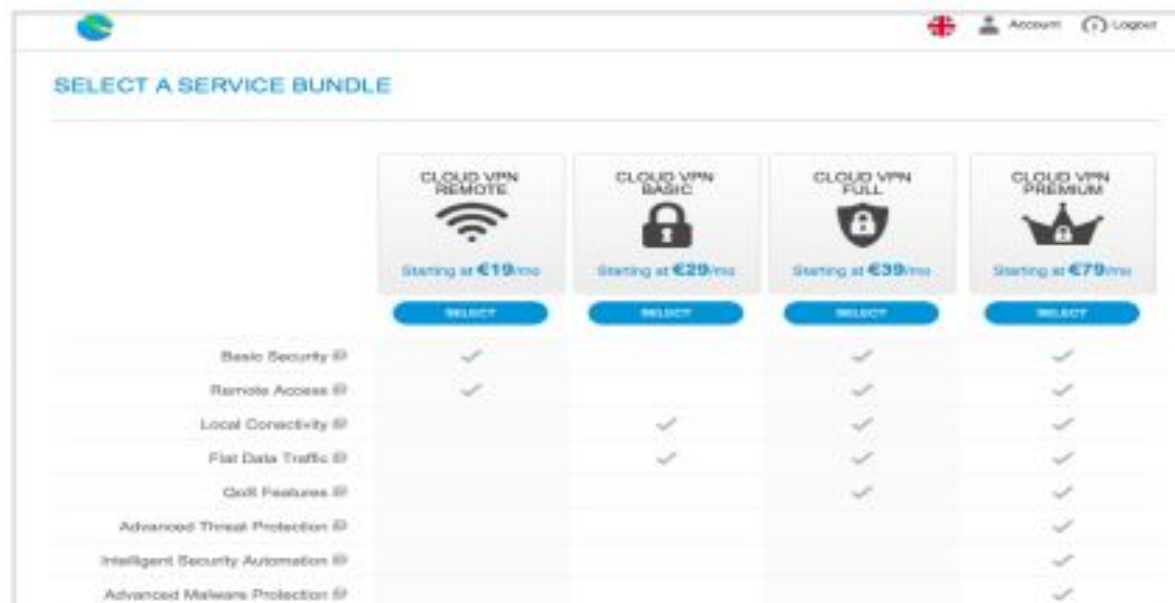 Account Logout
SELECT A SERVICE BUNDLE
CLOUD VPN
REMOTE
Starting at €19/mo
SELECT
CLOUD VPN
BASIC
Starting at €29/mo
SELECT
CLOUD VPN
FULL
Starting at €39/mo
SELECT
CLOUD VPN
PREMIUM
Starting at €79/mo
SELECT
Basic Security
Remote Access
Local Conectivity
Flat Data Traffic
QoS Features
Advanced Threat Protection
Intelligent Security Automation
Advanced Malware Protection